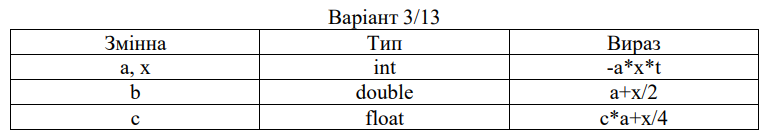 Варіант 3/13
Змінна Тип Вираз
a, x int -a*x*t
b double a+x/2
c float c*a+x/4